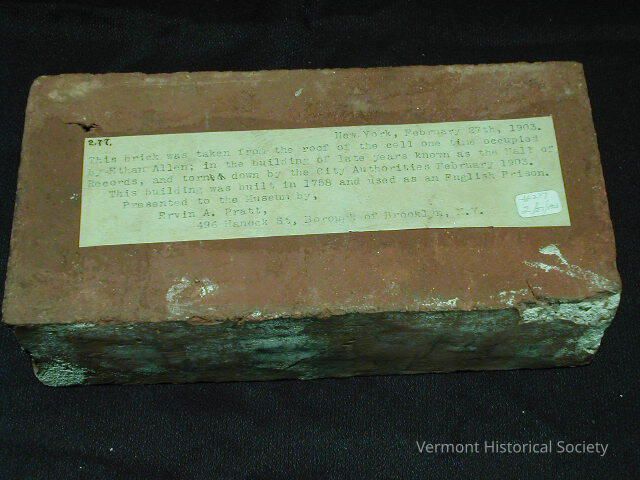 277.
New York, February 27th, 1903.
This brick was taken from the roof of the cell one time occupied
by Ethan Allen; in the building of late years known as the Hall of
Records, and torn down by the City Authorities February 1903.
This building was built in 1758 and used as an English Prison.
Presented to the Museum by,
Ervin A. Pratt,
496 Hancock St, Borough of Brooklyn, N.Y.
Vermont Historical Society